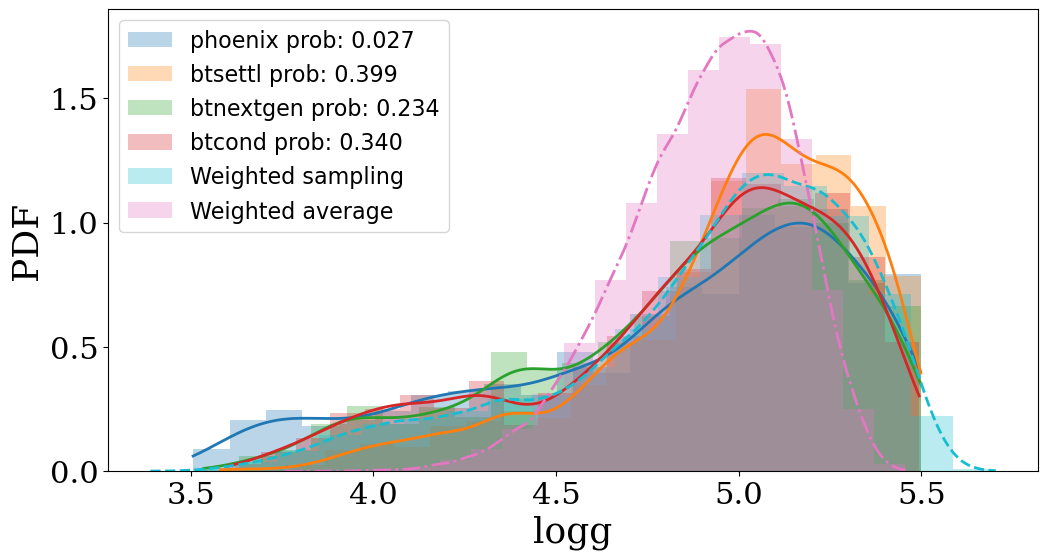 phoenix prob: 0.027
btsettl prob: 0.399
btnextgen prob: 0.234
btcond prob: 0.340
Weighted sampling
Weighted average
PDF
1.5
1.0
0.5
0.0
3.5 4.0 4.5 5.0 5.5
logg